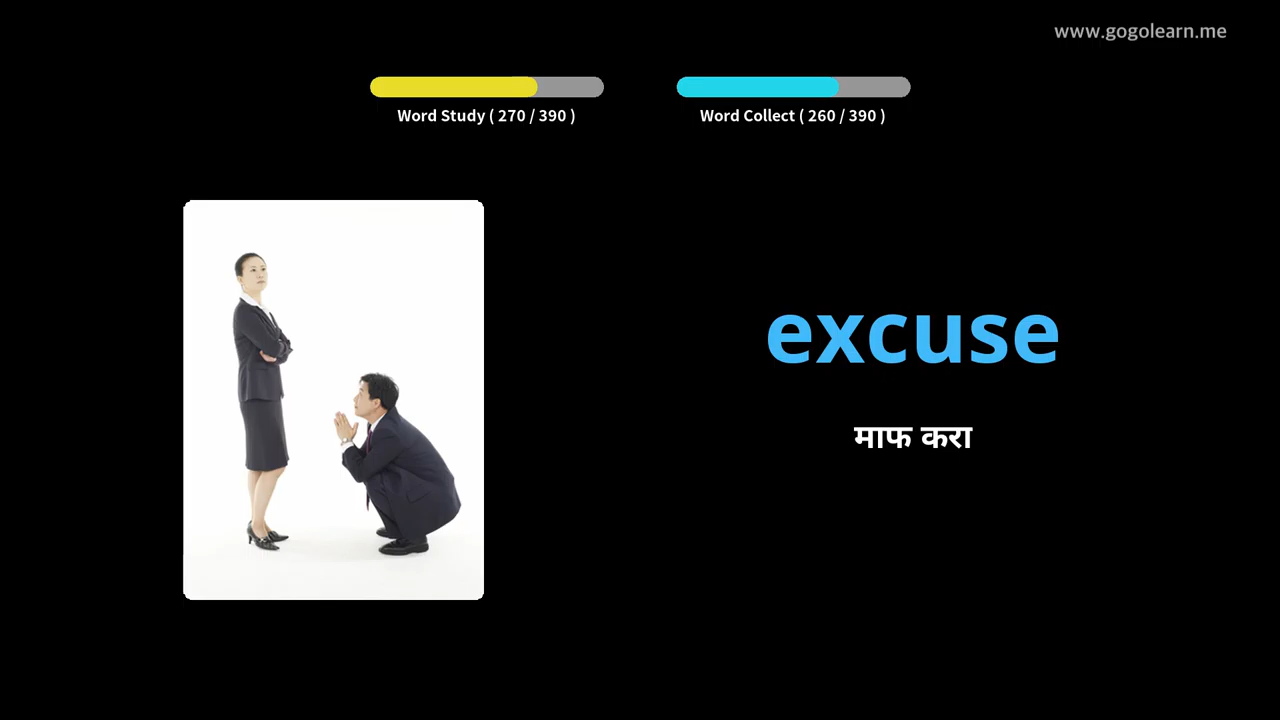 www.gogolearn.me
Word Study ( 270 / 390 )
Word Collect ( 260 / 390 )
excuse
माफ करा